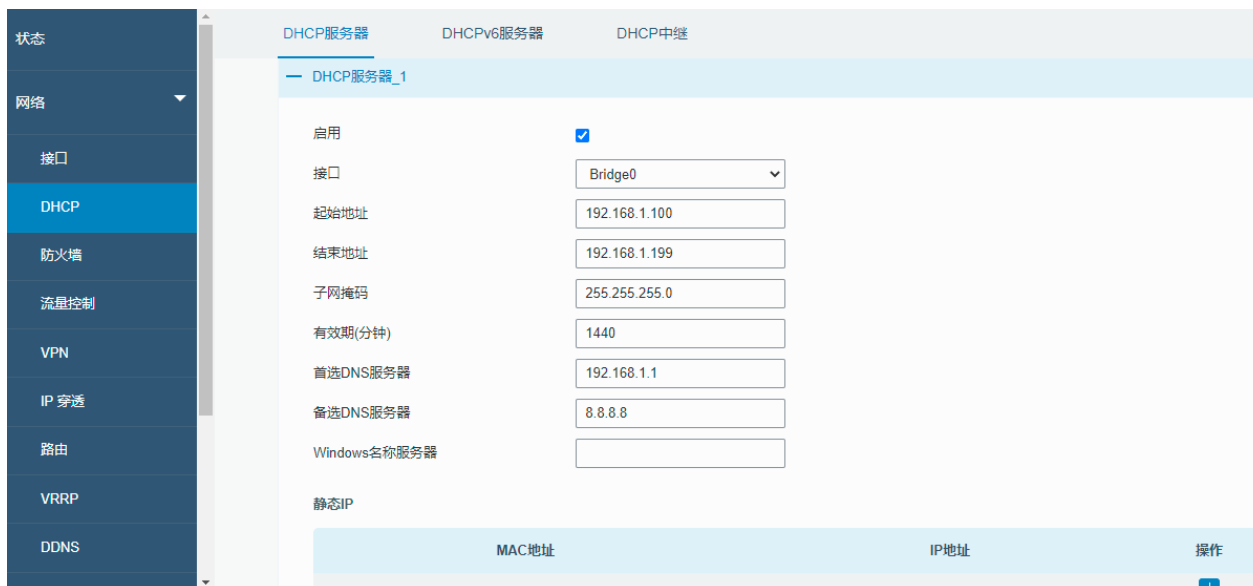 状态
网络
接口
DHCP
防火墙
流量控制
VPN
IP 穿透
路由
VRRP
DDNS
DHCP服务器 DHCPv6服务器 DHCP中继
DHCP服务器_1
启用
接口 Bridge0
起始地址 192.168.1.100
结束地址 192.168.1.199
子网掩码 255.255.255.0
有效期(分钟) 1440
首选DNS服务器 192.168.1.1
备选DNS服务器 8.8.8.8
Windows名称服务器
静态IP
MAC地址 IP地址 操作